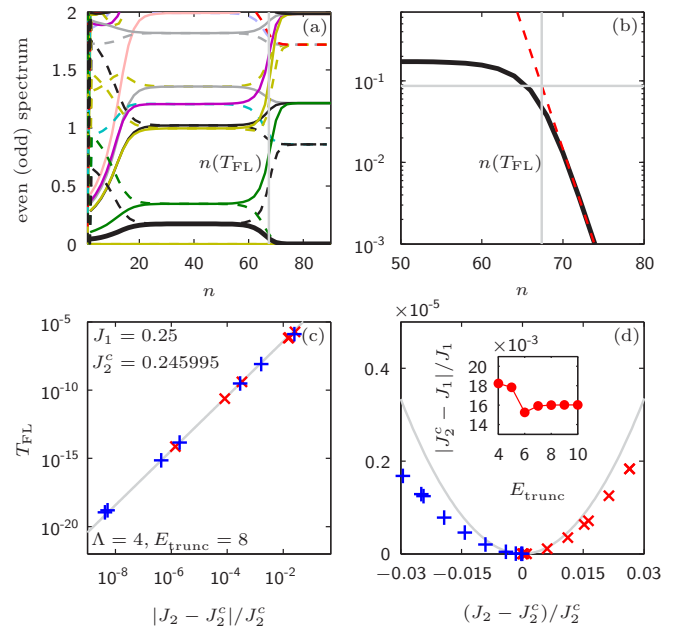 (a)
2
1.5
1
0.5
0
even (odd) spectrum
n(T_FL)
20 40 60 80
n
(b)
10^-1
10^-2
10^-3
n(T_FL)
50 60 70 80
n
(c)
10^-5
10^-10
10^-15
10^-20
T_FL
J_1 = 0.25
J_2^c = 0.245995
Λ = 4, E_trunc = 8
10^-8 10^-6 10^-4 10^-2
|J_2 − J_2^c|/J_2^c
×10^-5
(d)
0.4
0.2
0
×10^-3
20
18
16
14
|J_2^c − J_1|/J_1
4 6 8 10
E_trunc
-0.03 -0.015 0 0.015 0.03
(J_2 − J_2^c)/J_2^c